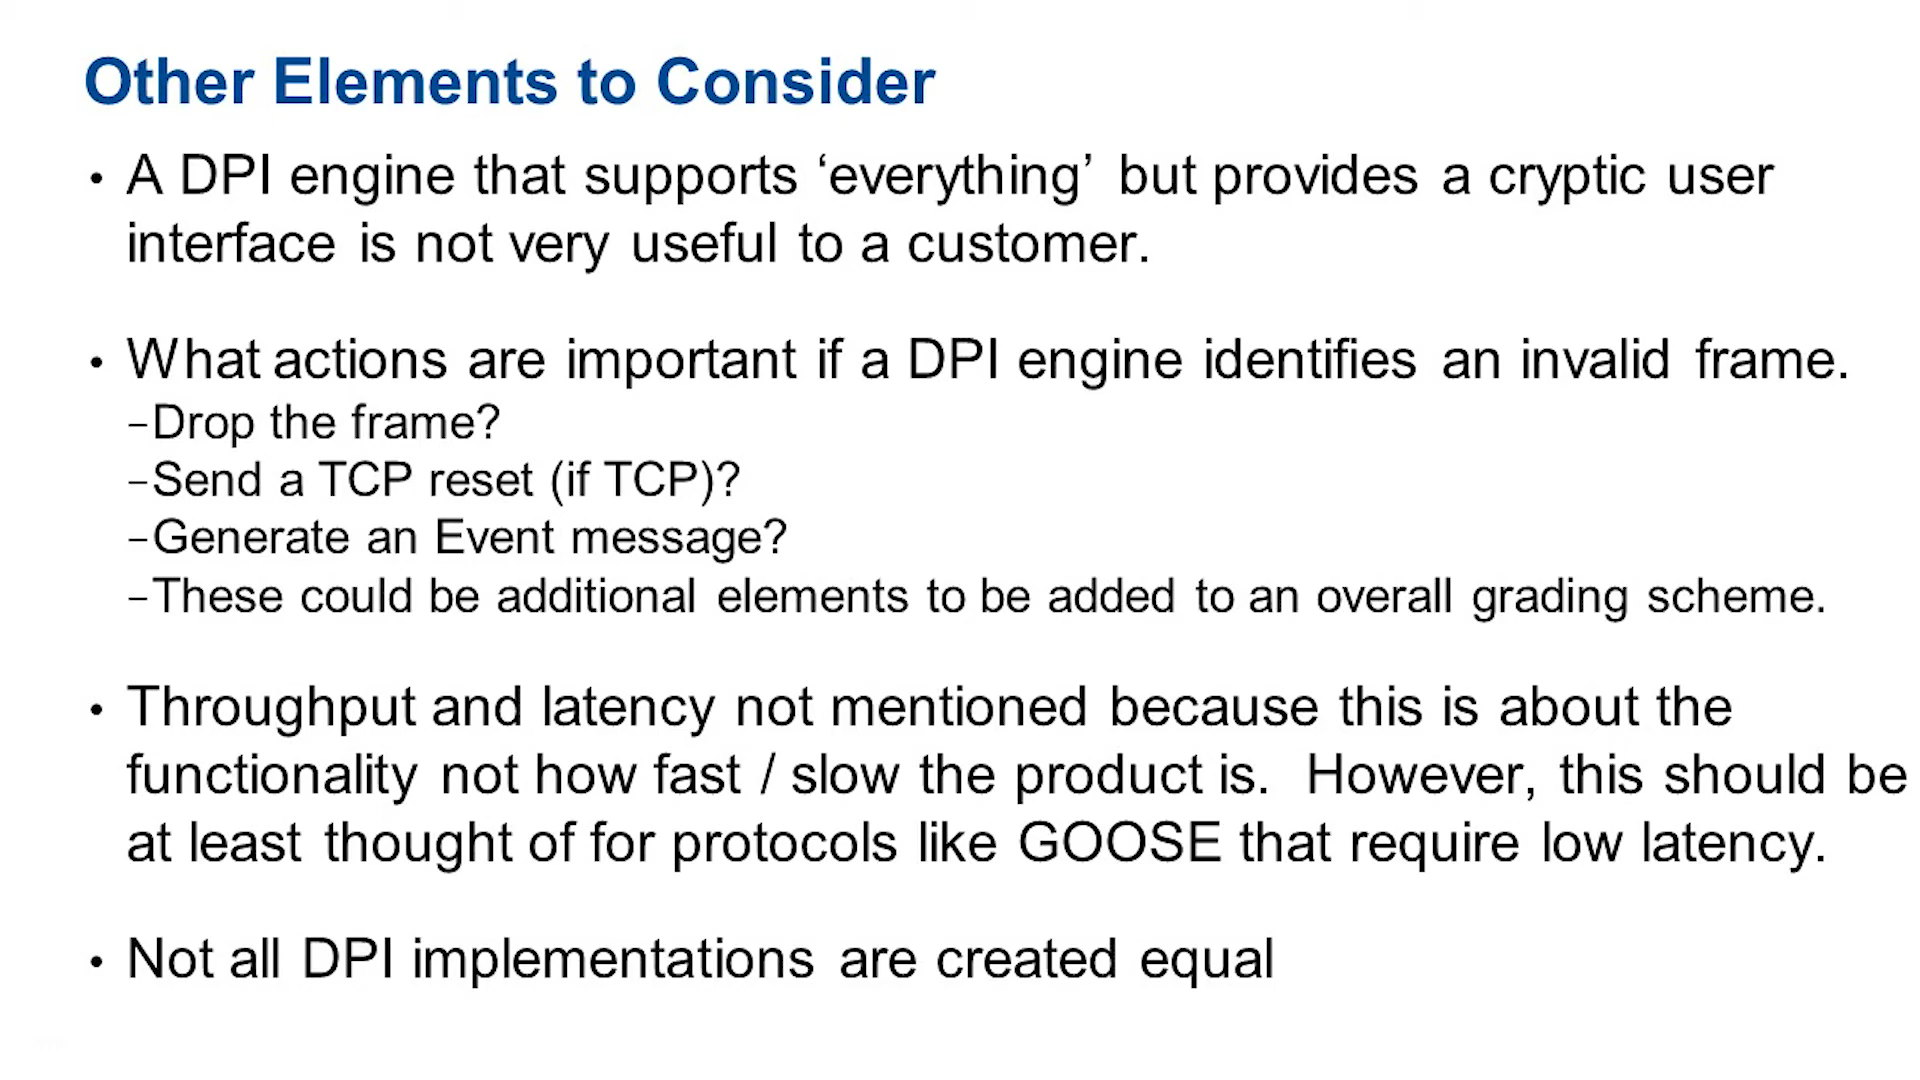 Other Elements to Consider
• A DPI engine that supports ‘everything’ but provides a cryptic user
interface is not very useful to a customer.
• What actions are important if a DPI engine identifies an invalid frame.
–Drop the frame?
–Send a TCP reset (if TCP)?
–Generate an Event message?
–These could be additional elements to be added to an overall grading scheme.
• Throughput and latency not mentioned because this is about the
functionality not how fast / slow the product is. However, this should be
at least thought of for protocols like GOOSE that require low latency.
• Not all DPI implementations are created equal